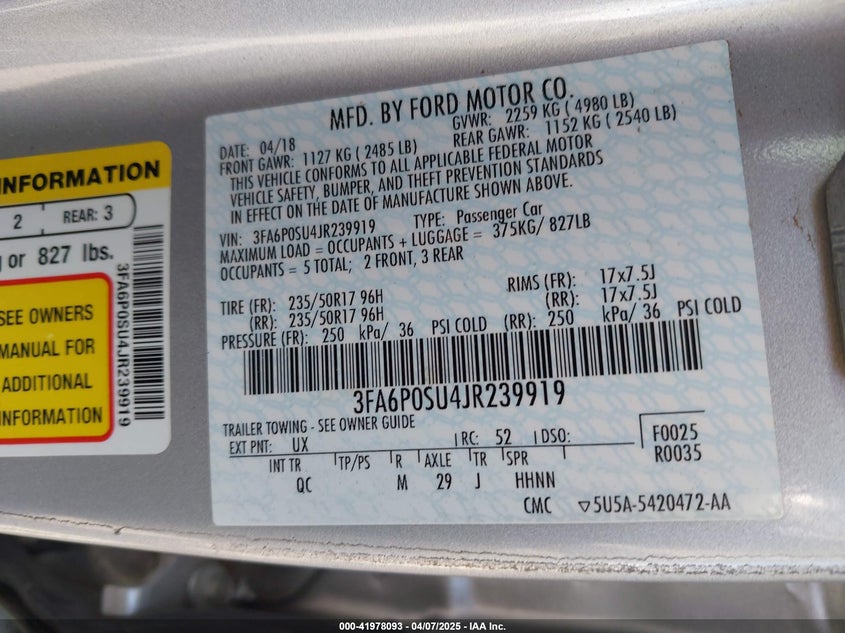 INFORMATION
2 REAR: 3
g or 827 lbs.
SEE OWNERS
MANUAL FOR
ADDITIONAL
INFORMATION
3FA6P0SU4JR239919
MFD. BY FORD MOTOR CO.
DATE: 04/18 GVWR: 2259 KG ( 4980 LB)
FRONT GAWR: 1127 KG ( 2485 LB) REAR GAWR: 1152 KG ( 2540 LB)
THIS VEHICLE CONFORMS TO ALL APPLICABLE FEDERAL MOTOR
VEHICLE SAFETY, BUMPER, AND THEFT PREVENTION STANDARDS
IN EFFECT ON THE DATE OF MANUFACTURE SHOWN ABOVE.
VIN: 3FA6P0SU4JR239919 TYPE: Passenger Car
MAXIMUM LOAD = OCCUPANTS + LUGGAGE = 375KG/ 827LB
OCCUPANTS = 5 TOTAL; 2 FRONT, 3 REAR
TIRE (FR): 235/50R17 96H RIMS (FR): 17x7.5J
(RR): 235/50R17 96H (RR): 17x7.5J
PRESSURE (FR): 250 kPa/ 36 PSI COLD (RR): 250 kPa/ 36 PSI COLD
3FA6P0SU4JR239919
TRAILER TOWING - SEE OWNER GUIDE
EXT PNT: UX RC: 52 DSO: F0025
R0035
INT TR TP/PS R AXLE TR SPR
QC M 29 J HHNN
CMC ▽5U5A-5420472-AA
000-41978093 / 04/07/2025 - IAA Inc.